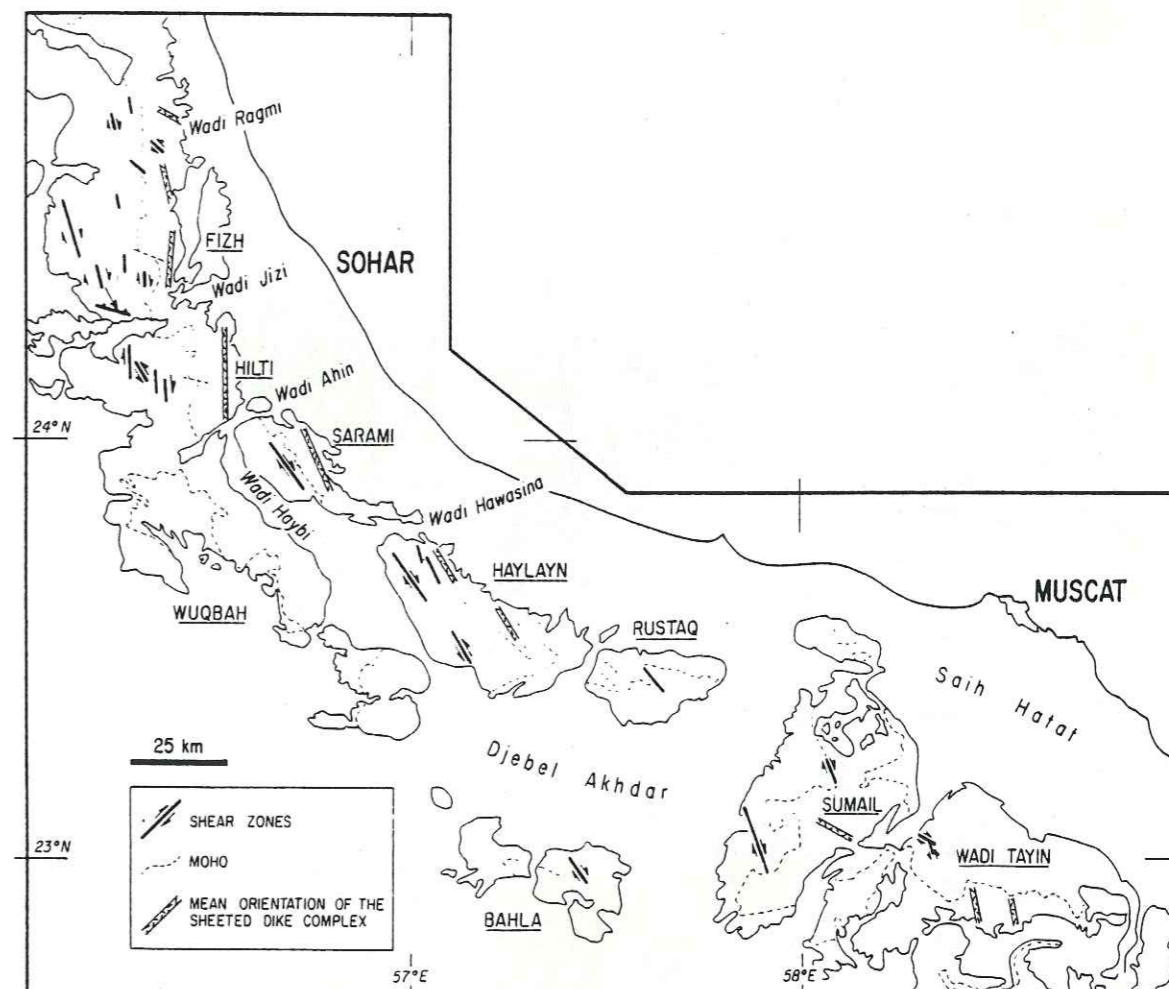 Wadi Ragmi
FIZH
SOHAR
Wadi Jizi
HILTI
Wadi Ahin
24°N
SARAMI
Wadi Haybi
Wadi Hawasina
HAYLAYN
MUSCAT
WUQBAH
RUSTAQ
Saih Hatat
25 km
Djebel Akhdar
SHEAR ZONES
SUMAIL
23°N
MOHO
WADI TAYIN
MEAN ORIENTATION OF THE
SHEETED DIKE COMPLEX
BAHLA
57°E
58°E